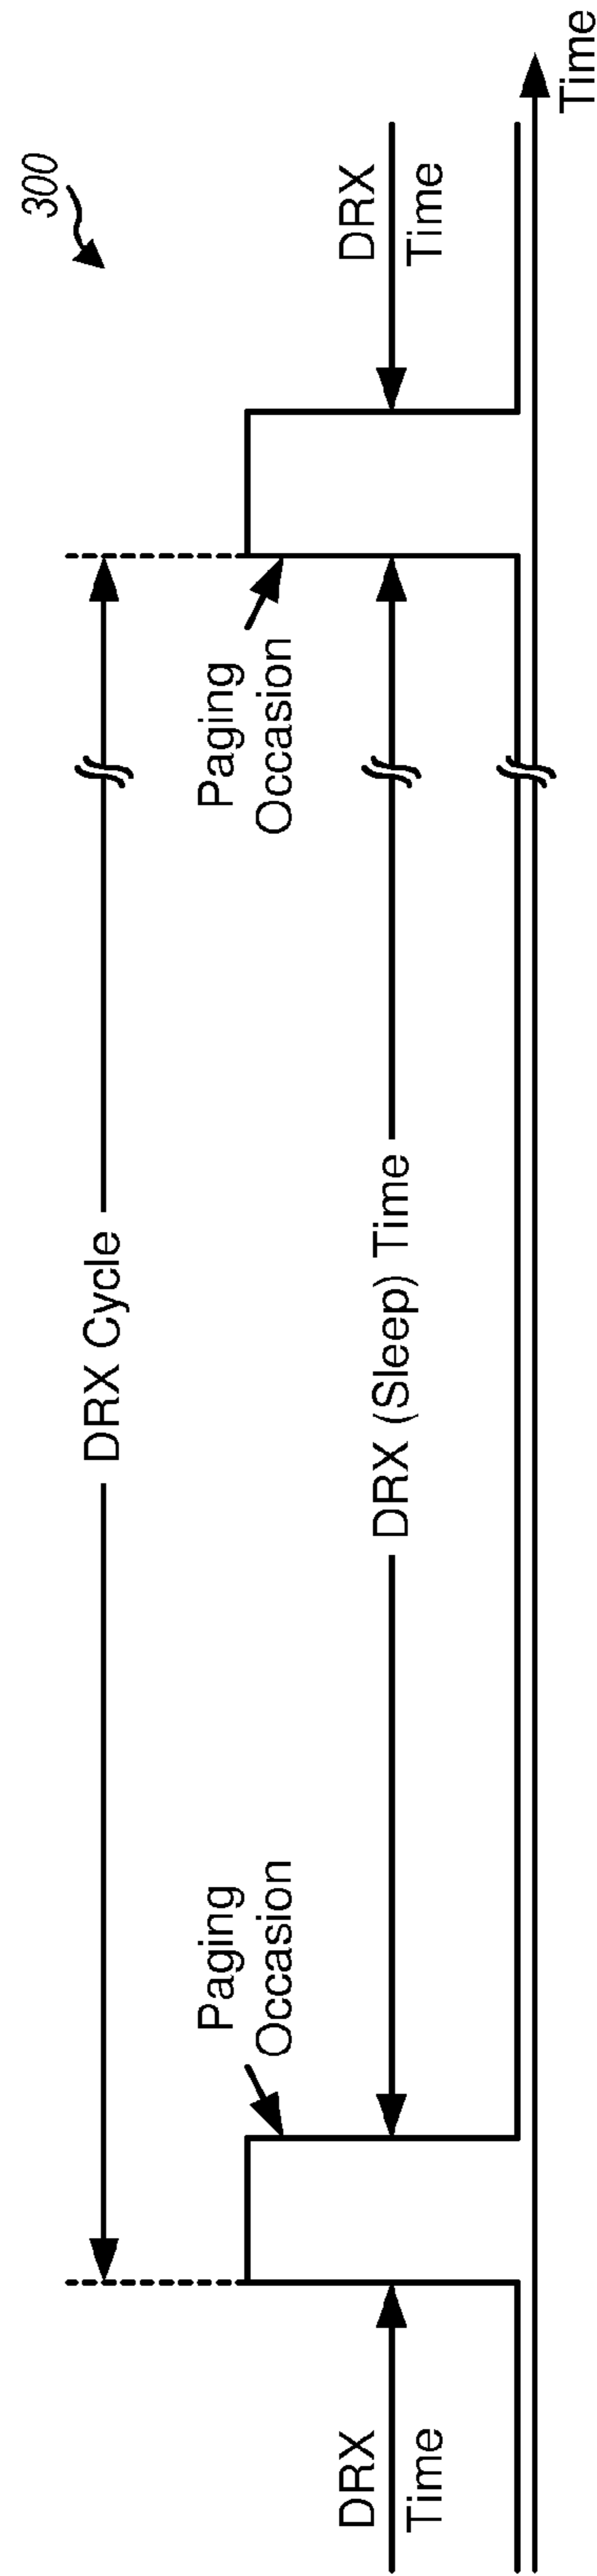 300
DRX Cycle
Paging
Occasion
Paging
Occasion
DRX
Time
DRX (Sleep) Time
DRX
Time
Time